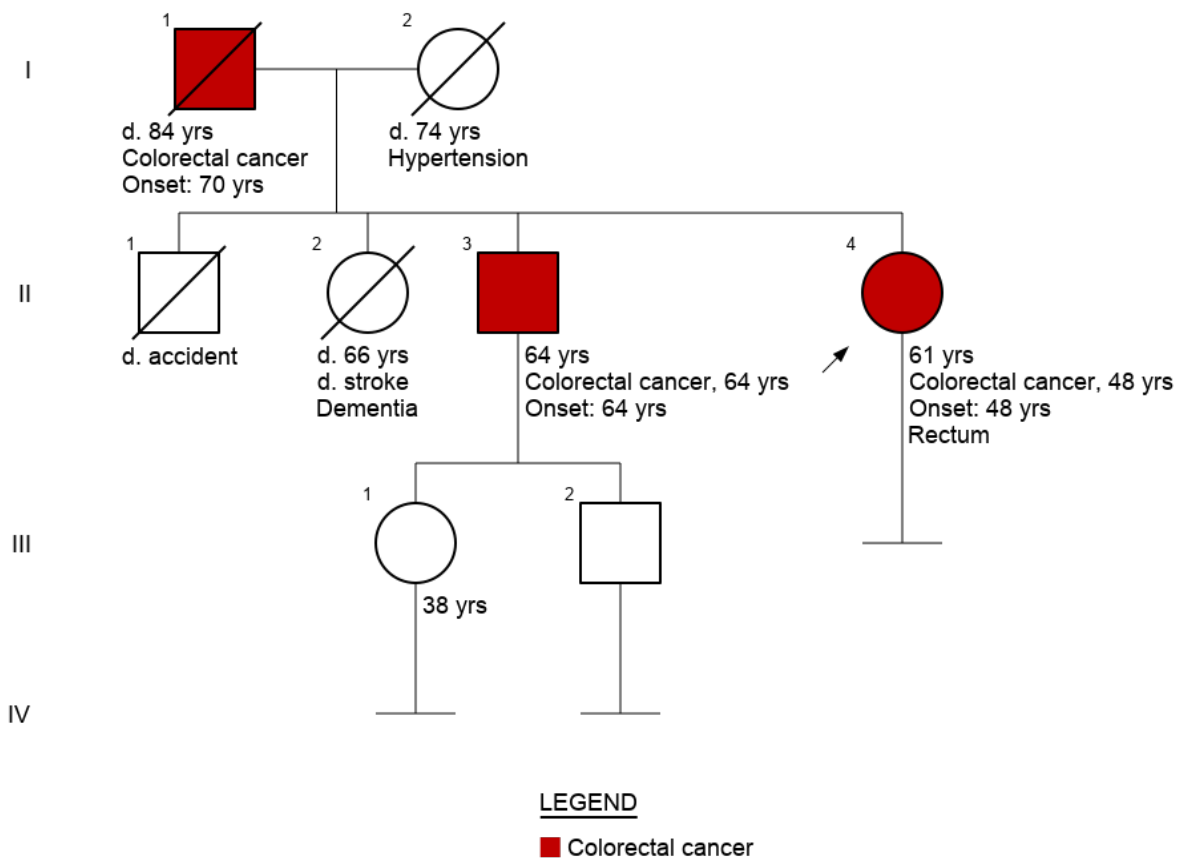 1
2
I
d. 84 yrs
Colorectal cancer
Onset: 70 yrs
d. 74 yrs
Hypertension
1
2
3
4
II
d. accident
d. 66 yrs
d. stroke
Dementia
64 yrs
Colorectal cancer, 64 yrs
Onset: 64 yrs
61 yrs
Colorectal cancer, 48 yrs
Onset: 48 yrs
Rectum
1
2
III
38 yrs
IV
LEGEND
Colorectal cancer